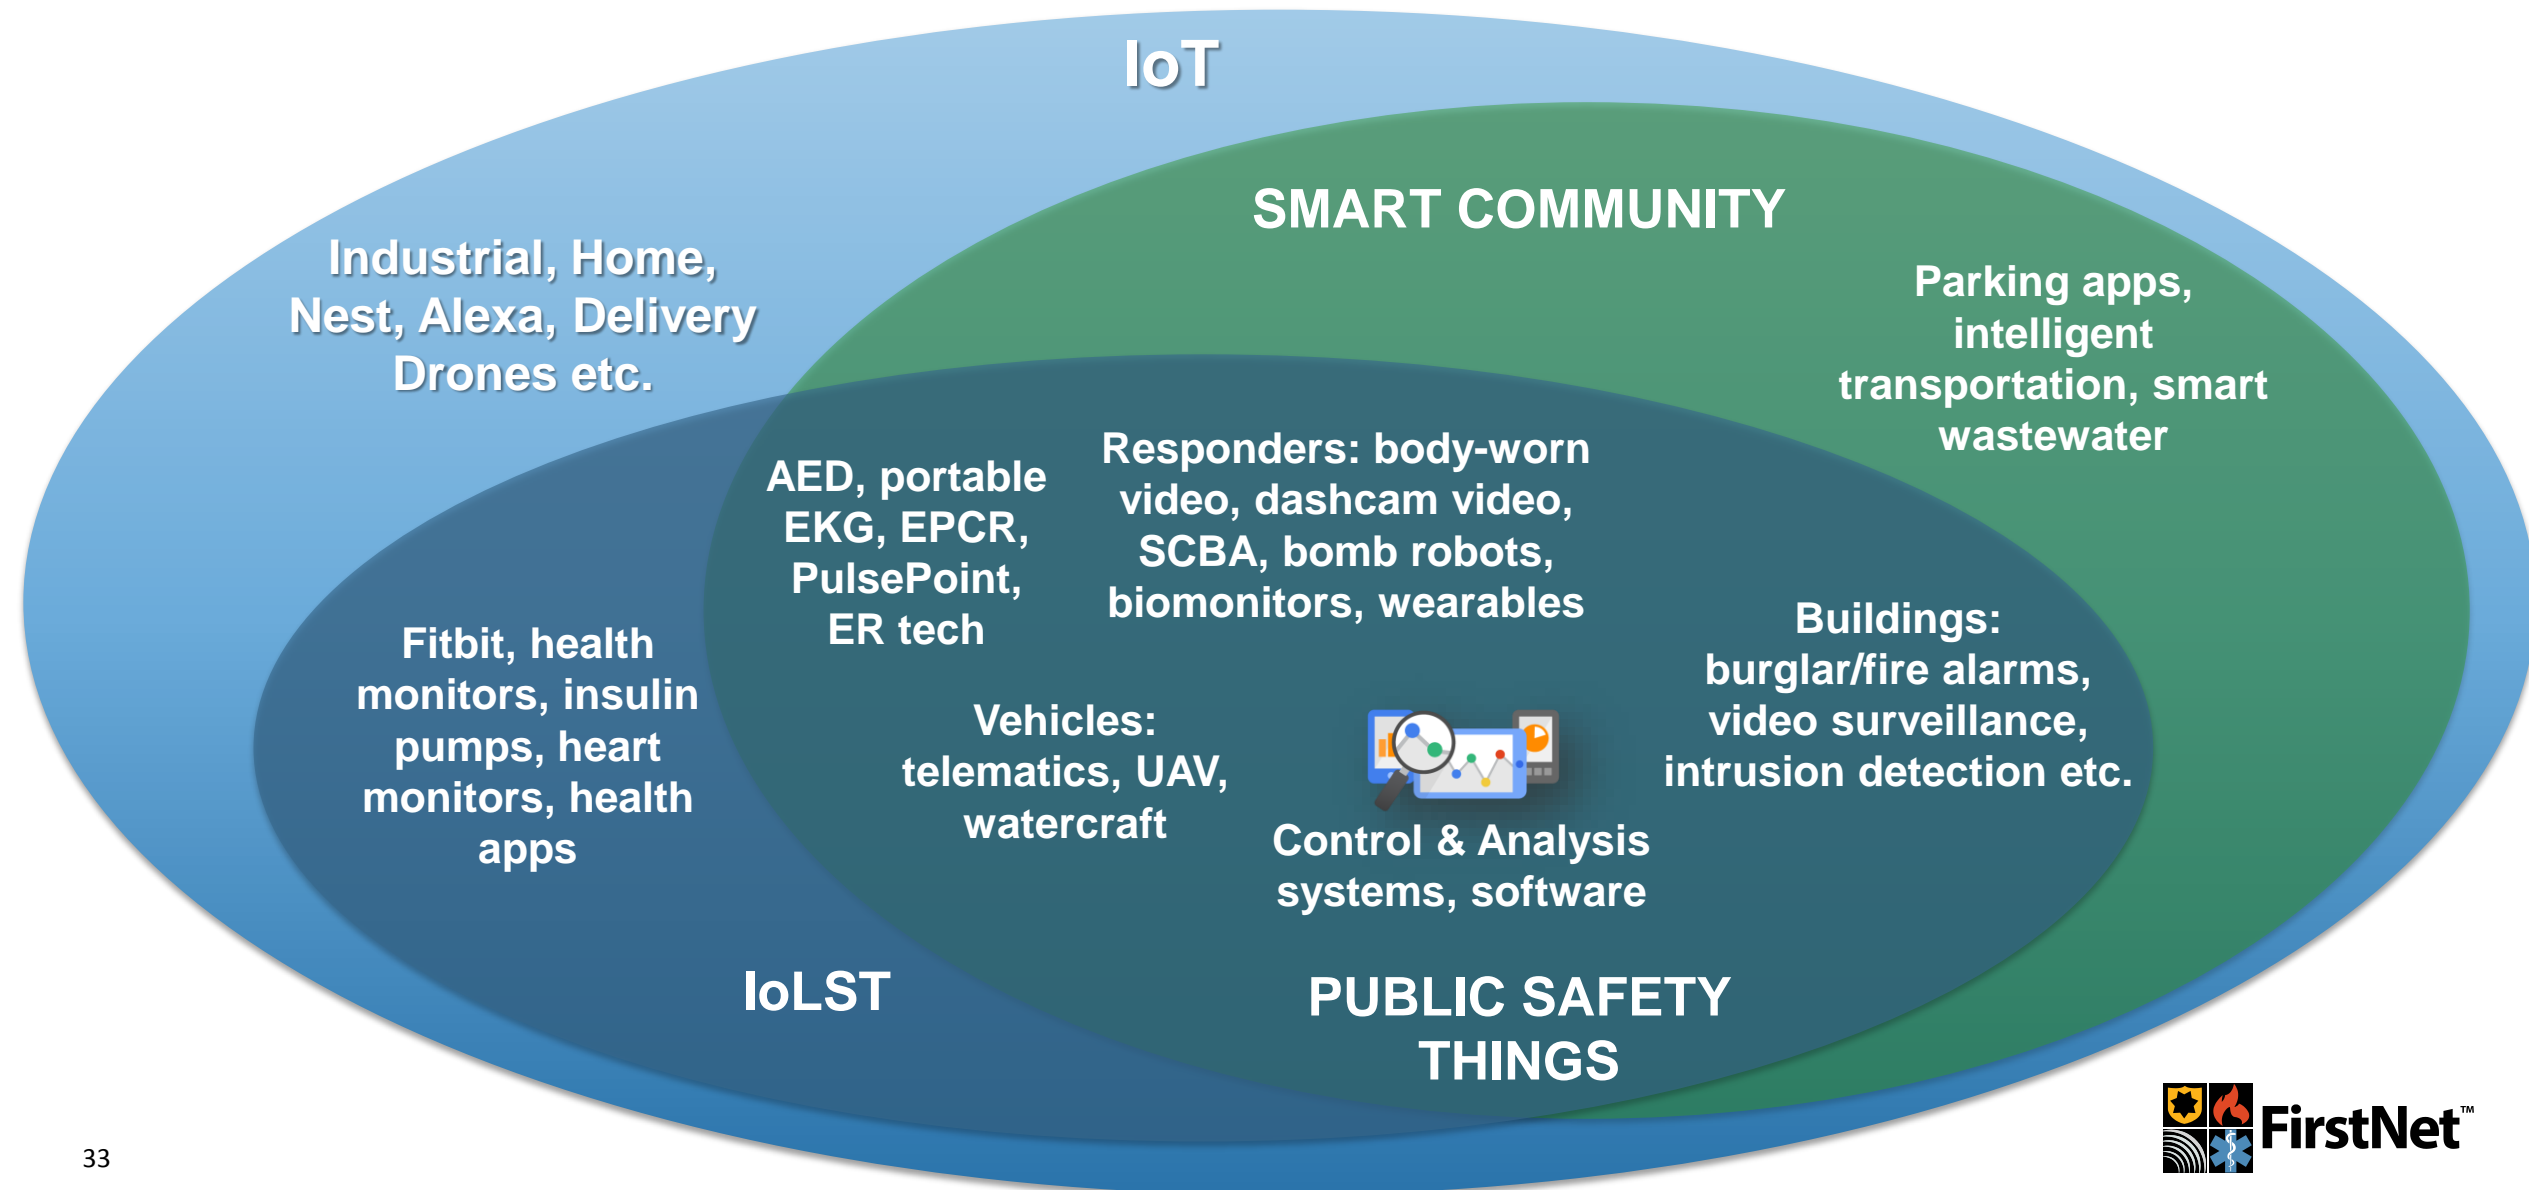 IoT
SMART COMMUNITY
Industrial, Home,
Nest, Alexa, Delivery
Drones etc.
Parking apps,
intelligent
transportation, smart
wastewater
AED, portable
EKG, EPCR,
PulsePoint,
ER tech
Responders: body-worn
video, dashcam video,
SCBA, bomb robots,
biomonitors, wearables
Fitbit, health
monitors, insulin
pumps, heart
monitors, health
apps
Vehicles:
telematics, UAV,
watercraft
Buildings:
burglar/fire alarms,
video surveillance,
intrusion detection etc.
Control & Analysis
systems, software
IoLST
PUBLIC SAFETY
THINGS
33
FirstNet™